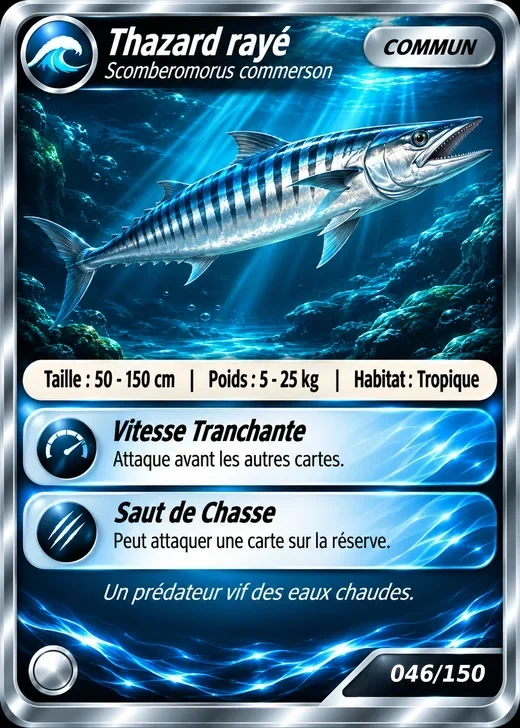 Thazard rayé
COMMUN
Scomberomorus commerson
Taille : 50 - 150 cm | Poids : 5 - 25 kg | Habitat : Tropique
Vitesse Tranchante
Attaque avant les autres cartes.
Saut de Chasse
Peut attaquer une carte sur la réserve.
Un prédateur vif des eaux chaudes.
046/150